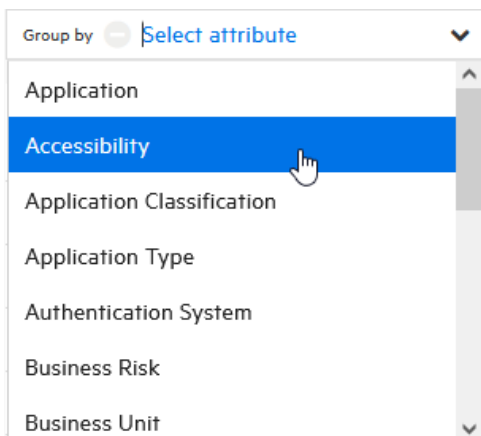 Group by Select attribute
Application
Accessibility
Application Classification
Application Type
Authentication System
Business Risk
Business Unit